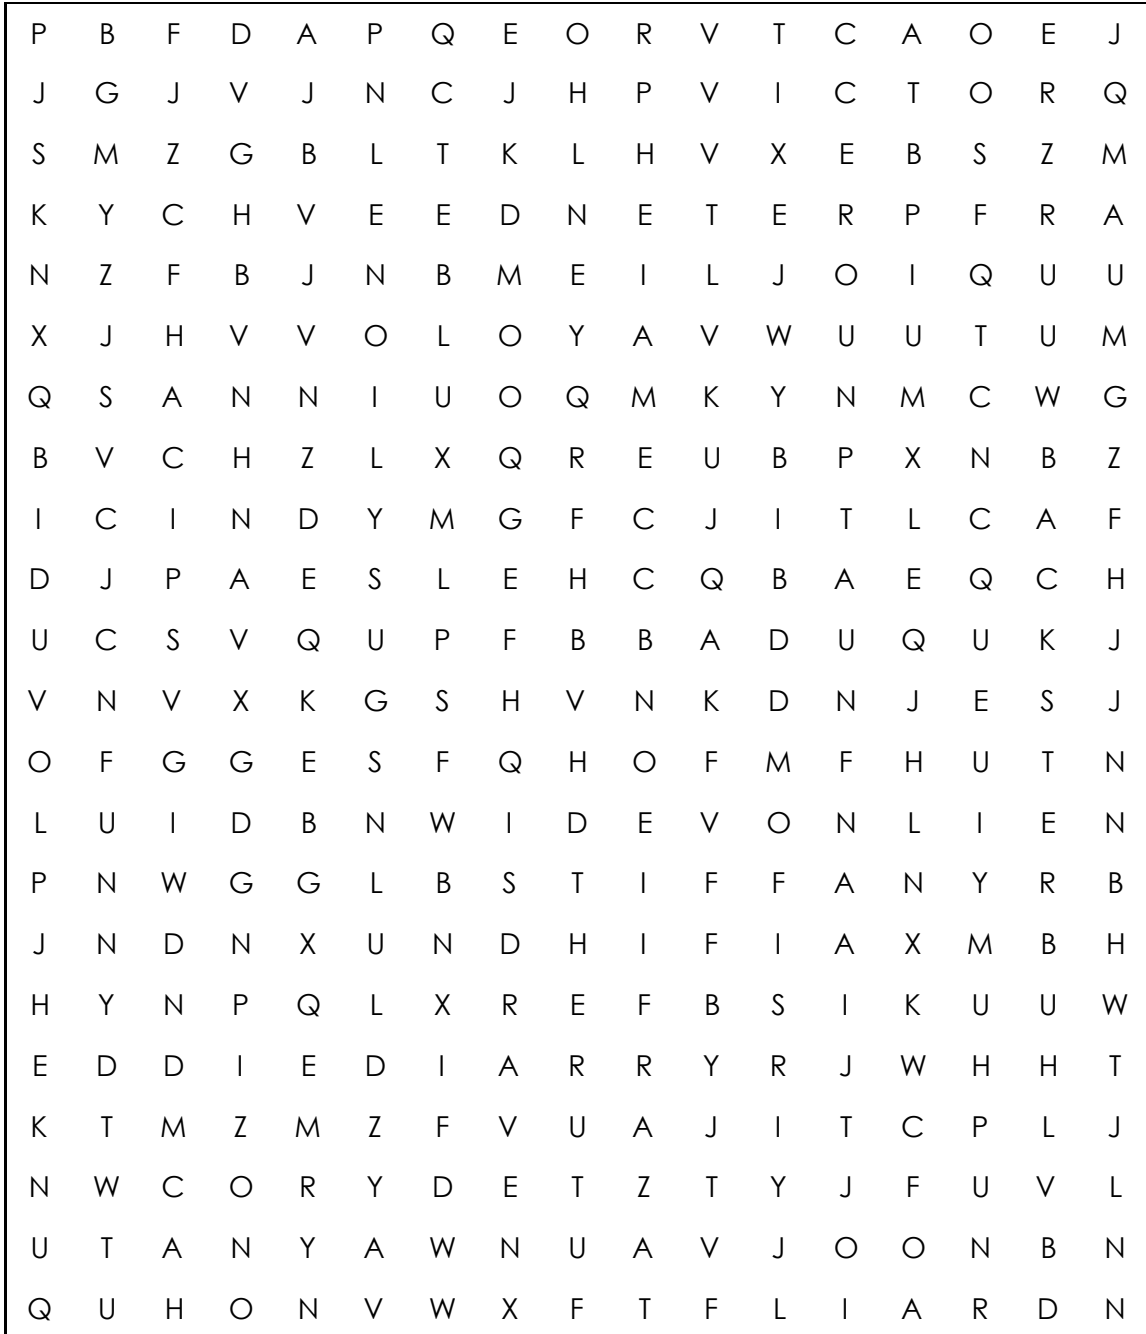 P B F D A P Q E O R V T C A O E J
J G J V J N C J H P V I C T O R Q
S M Z G B L T K L H V X E B S Z M
K Y C H V E E D N E T E R P F R A
N Z F B J N B M E I L J O I Q U U
X J H V V O L O Y A V W U U T U M
Q S A N N I U O Q M K Y N M C W G
B V C H Z L X Q R E U B P X N B Z
I C I N D Y M G F C J I T L C A F
D J P A E S L E H C Q B A E Q C H
U C S V Q U P F B B A D U Q U K J
V N V X K G S H V N K D N J E S J
O F G G E S F Q H O F M F H U T N
L U I D B N W I D E V O N L I E N
P N W G G L B S T I F F A N Y R B
J N D N X U N D H I F I A X M B H
H Y N P Q L X R E F B S I K U U W
E D D I E D I A R R Y R J W H H T
K T M Z M Z F V U A J I T C P L J
N W C O R Y D E T Z T Y J F U V L
U T A N Y A W N U A V J O O N B N
Q U H O N V W X F T F L I A R D N